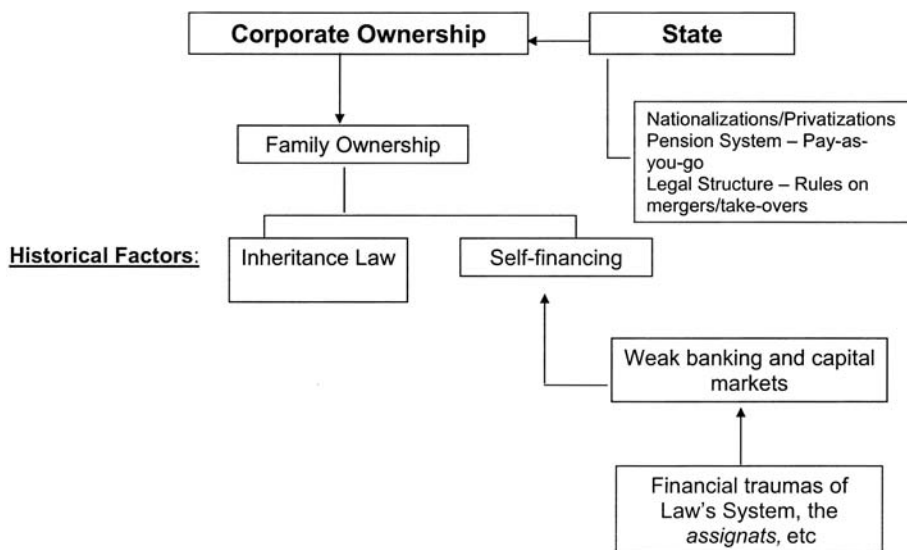 Corporate Ownership
State
Nationalizations/Privatizations
Pension System – Pay-as-
you-go
Legal Structure – Rules on
mergers/take-overs
Family Ownership
Historical Factors:
Inheritance Law
Self-financing
Weak banking and capital
markets
Financial traumas of
Law's System, the
assignats, etc